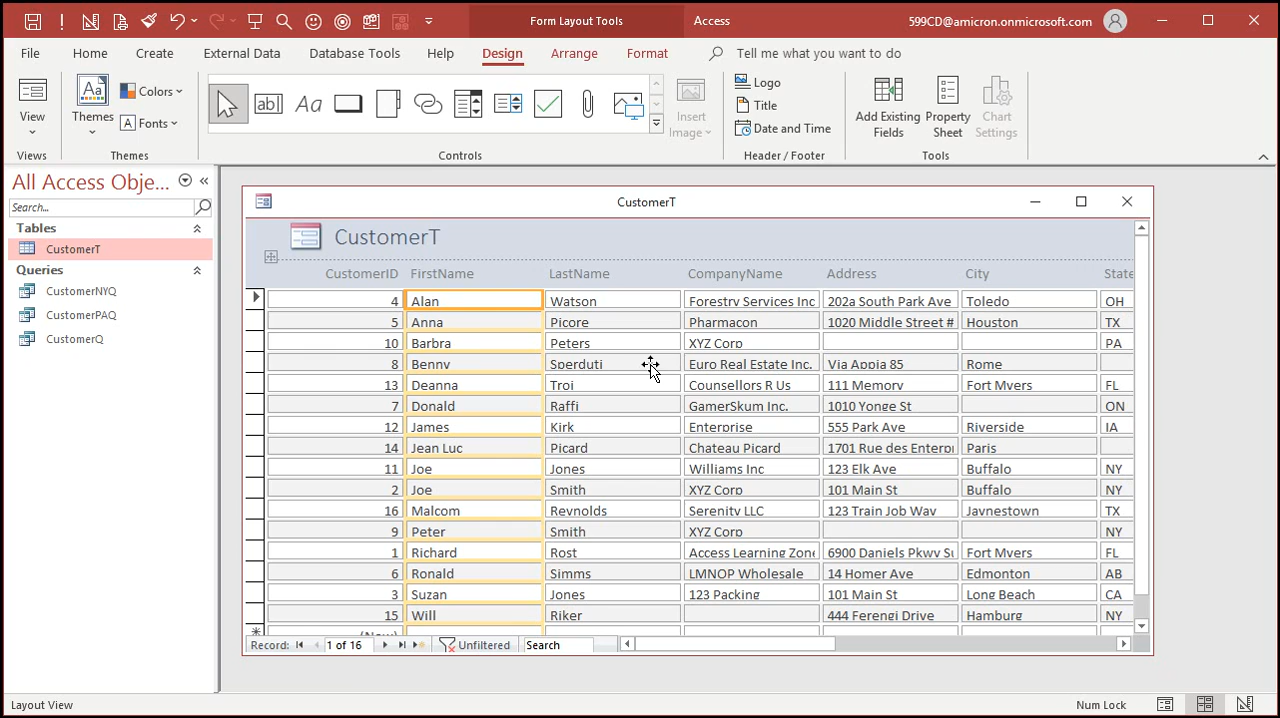 Form Layout Tools Access 599CD@amicron.onmicrosoft.com
File Home Create External Data Database Tools Help Design Arrange Format Tell me what you want to do
View
Views
Aa
Themes
Colors
Fonts
Themes
ab
Aa
Controls
Insert
Image
Logo
Title
Date and Time
Header / Footer
Add Existing
Fields
Property
Sheet
Chart
Settings
Tools
All Access Obje...
Search...
Tables
CustomerT
Queries
CustomerNYQ
CustomerPAQ
CustomerQ
CustomerT
CustomerT
CustomerID FirstName LastName CompanyName Address City State
4 Alan Watson Forestry Services Inc 202a South Park Ave Toledo OH
5 Anna Picore Pharmacon 1020 Middle Street # Houston TX
10 Barbra Peters XYZ Corp PA
8 Benny Sperduti Euro Real Estate Inc. Via Appia 85 Rome
13 Deanna Troi Counsellors R Us 111 Memory Fort Myers FL
7 Donald Raffi GamerSkum Inc. 1010 Yonge St ON
12 James Kirk Enterprise 555 Park Ave Riverside IA
14 Jean Luc Picard Chateau Picard 1701 Rue des Enterp Paris
11 Joe Jones Williams Inc 123 Elk Ave Buffalo NY
2 Joe Smith XYZ Corp 101 Main St Buffalo NY
16 Malcom Reynolds Serenity LLC 123 Train Job Way Jaynestown TX
9 Peter Smith XYZ Corp NY
1 Richard Rost Access Learning Zone 6900 Daniels Pkwy Su Fort Myers FL
6 Ronald Simms LMNOP Wholesale 14 Homer Ave Edmonton AB
3 Suzan Jones 123 Packing 101 Main St Long Beach CA
15 Will Riker 444 Ferengi Drive Hamburg NY
(New)
Record: 1 of 16 Unfiltered Search
Layout View Num Lock